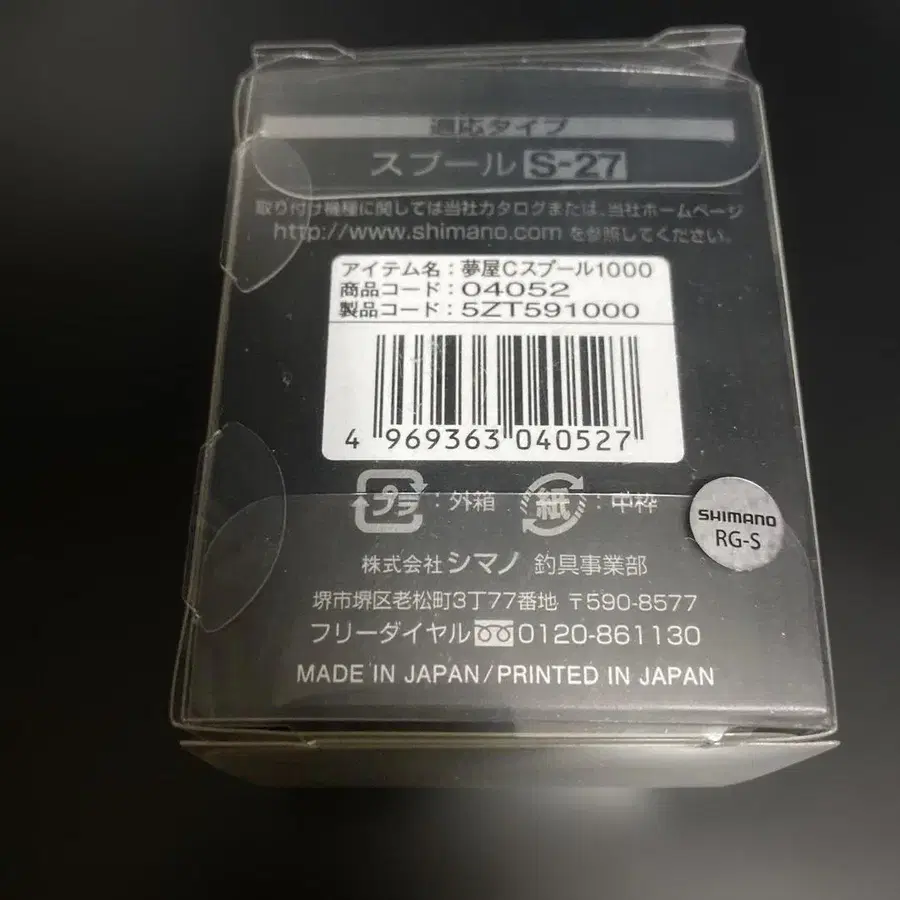 適応タイプ
スプール S-27
取り付け機種に関しては当社カタログまたは、当社ホームページ
http://www.shimano.com を参照してください。
アイテム名：夢屋Cスプール1000
商品コード：04052
製品コード：5ZT591000
4 969363 040527
プラ：外箱 紙：中枠
SHIMANO
RG-S
株式会社シマノ 釣具事業部
堺市堺区老松町3丁77番地 〒590-8577
フリーダイヤル 0120-861130
MADE IN JAPAN/PRINTED IN JAPAN